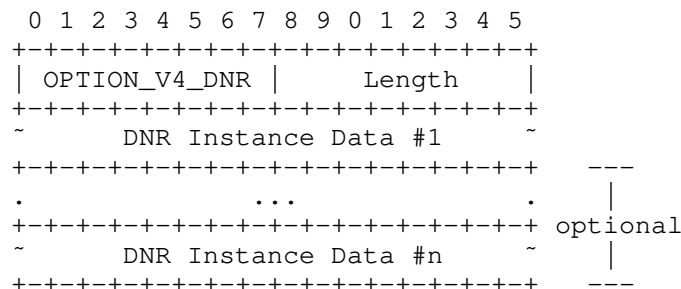 0 1 2 3 4 5 6 7 8 9 0 1 2 3 4 5
+-+-+-+-+-+-+-+-+-+-+-+-+-+-+-+-+
| OPTION_V4_DNR |     Length    |
+-+-+-+-+-+-+-+-+-+-+-+-+-+-+-+-+
~      DNR Instance Data #1     ~
+-+-+-+-+-+-+-+-+-+-+-+-+-+-+-+-+   ---
.              ...              .    |
+-+-+-+-+-+-+-+-+-+-+-+-+-+-+-+-+ optional
~      DNR Instance Data #n     ~    |
+-+-+-+-+-+-+-+-+-+-+-+-+-+-+-+-+   ---